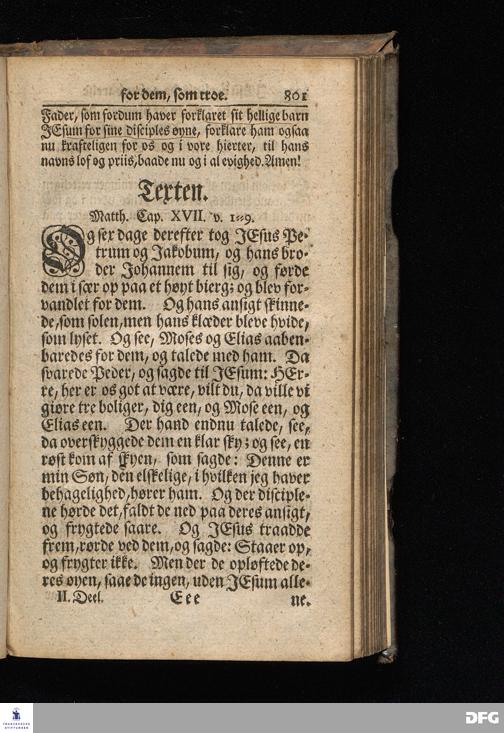 for dem, som troe. 801
Fader, som fordum haver forklaret sit hellige barn
JEsum for sine disciples øyne, forklare ham ogsaa
nu krafteligen for os og i vore hierter, til hans
navns lof og priis, baade nu og i al evighed. Amen!
Texten.
Matth. Cap. XVII. v. 1-9.
Og sex dage derefter tog JEsus Pe-
trum og Jakobum, og hans bro-
der Johannem til sig, og førde
dem i sær op paa et høyt bierg; og blev for-
vandlet for dem. Og hans ansigt skinne-
de, som solen, men hans klæder bleve hvide,
som lyset. Og see, Moses og Elias aaben-
baredes for dem, og talede med ham. Da
svarede Peder, og sagde til JEsum: HEr-
re, her er os got at være, vilt du, da ville vi
giøre tre boliger, dig een, og Mose een, og
Elias een. Der hand endnu talede, see,
da overskyggede dem en klar sky; og see, en
røst kom af skyen, som sagde: Denne er
min Søn, den elskelige, i hvilken jeg haver
behagelighed, hører ham. Og der disciple-
ne hørde det, faldt de ned paa deres ansigt,
og frygtede saare. Og JEsus traadde
frem, rørde ved dem, og sagde: Staaer op,
og frygter ikke. Men der de opløftede de-
res øyen, saae de ingen, uden JEsum alle-
II. Deel. Eee ne.
FRANCKESCHE
STIFTUNGEN
DFG